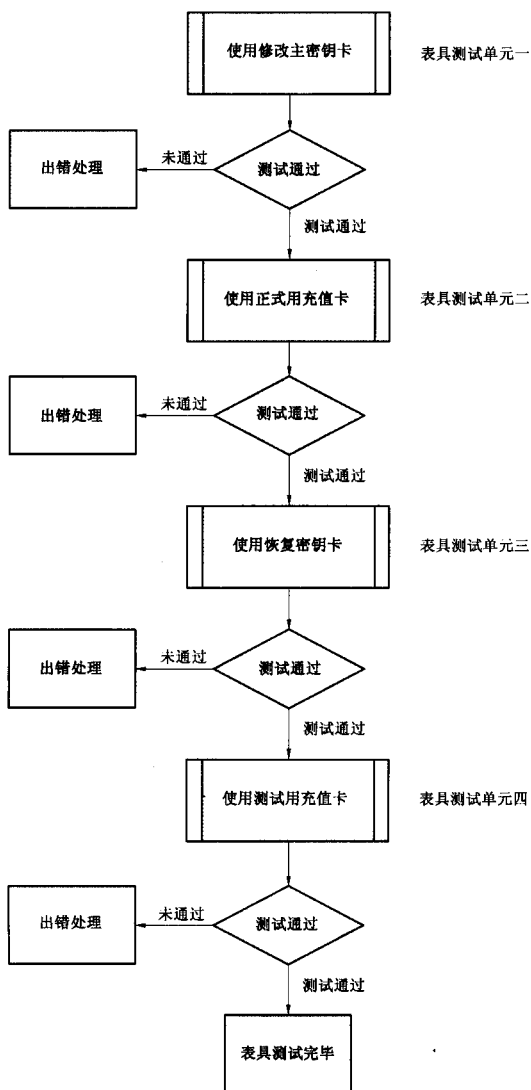 使用修改主密钥卡
表具测试单元一
未通过
出错处理
测试通过
测试通过
使用正式用充值卡
表具测试单元二
未通过
出错处理
测试通过
测试通过
使用恢复密钥卡
表具测试单元三
未通过
出错处理
测试通过
测试通过
使用测试用充值卡
表具测试单元四
未通过
出错处理
测试通过
测试通过
表具测试完毕